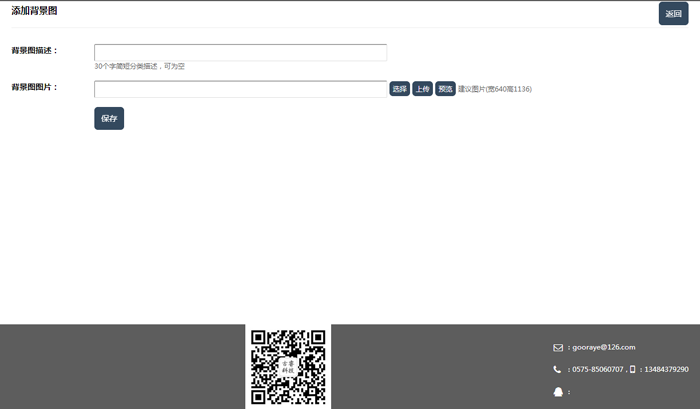 添加背景图
返回
背景图描述：
30个字简短分类描述，可为空
背景图图片：
选择 上传 预览 建议图片(宽640高1136)
保存
古睿
科技
：gooraye@126.com
：0575-85060707 , ：13484379290
：